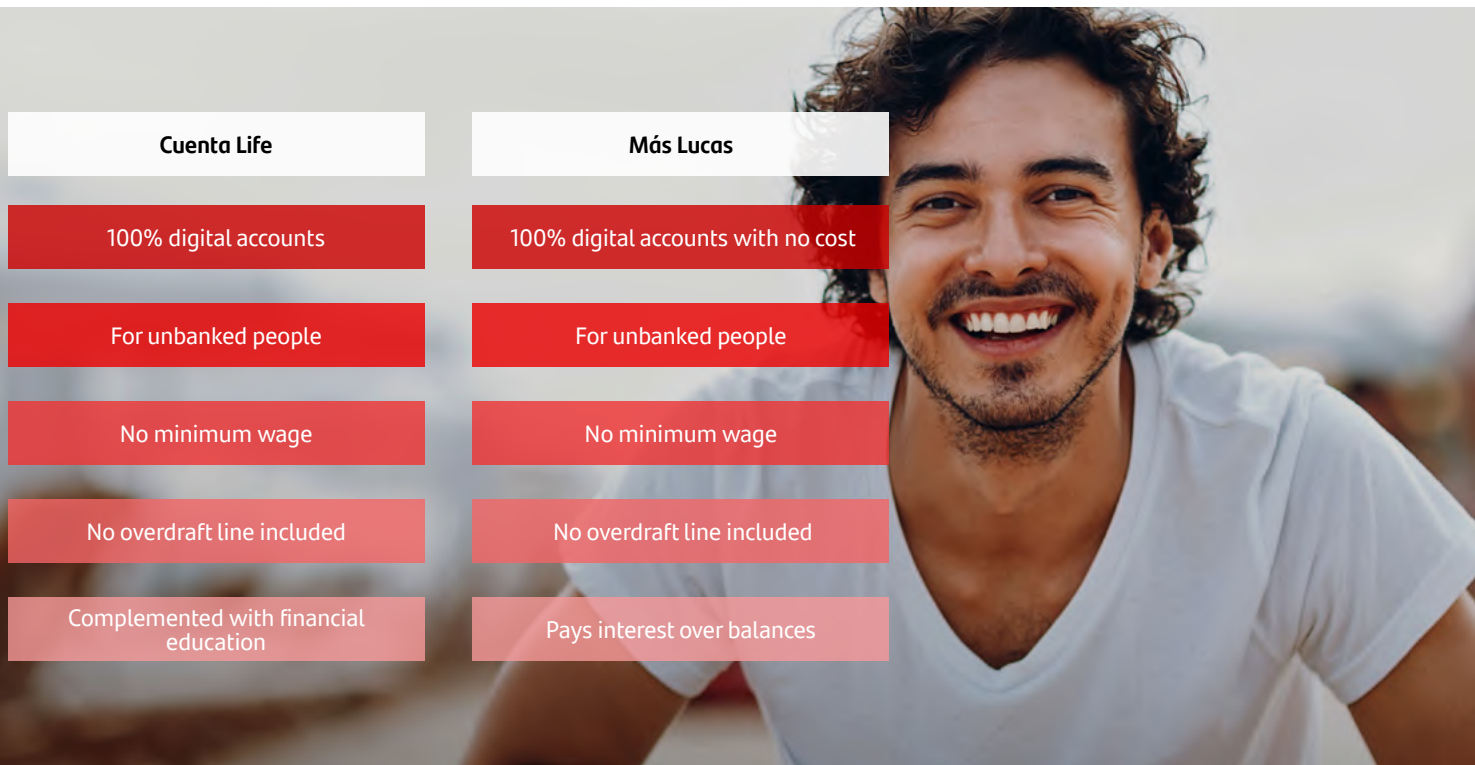 Cuenta Life
Más Lucas
100% digital accounts
100% digital accounts with no cost
For unbanked people
For unbanked people
No minimum wage
No minimum wage
No overdraft line included
No overdraft line included
Complemented with financial
education
Pays interest over balances